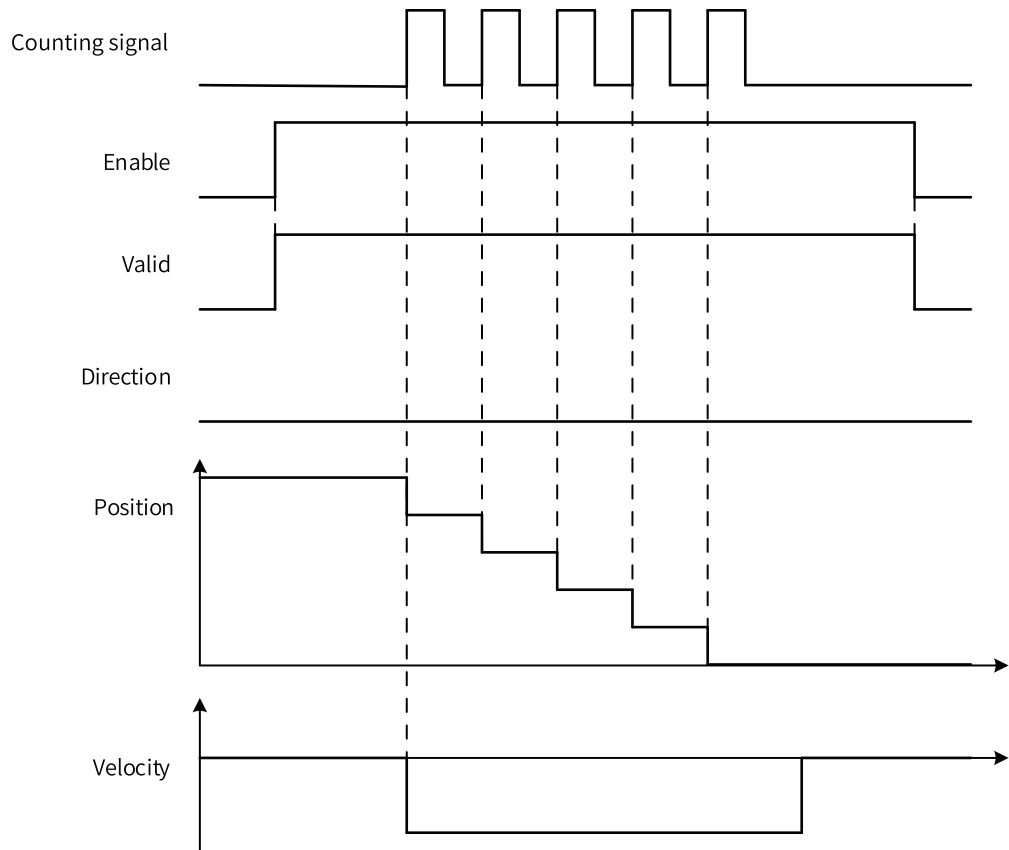 Counting signal
Enable
Valid
Direction
Position
Velocity